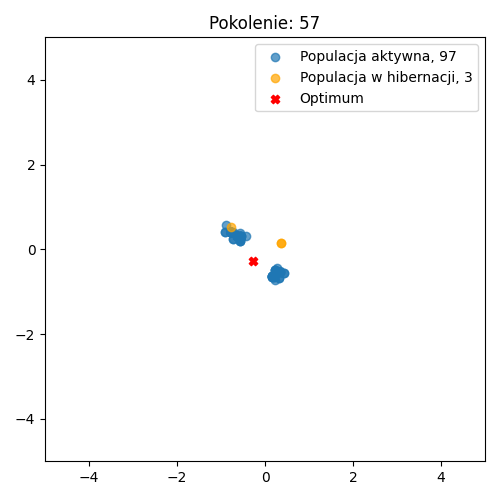 Pokolenie: 57
Populacja aktywna, 97
Populacja w hibernacji, 3
Optimum
4
2
0
−2
−4
−4 −2 0 2 4